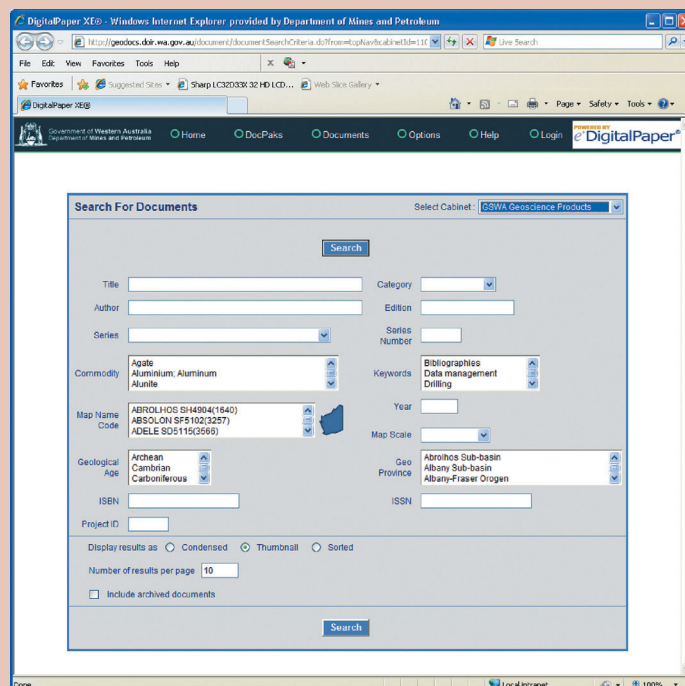 DigitalPaper XE® - Windows Internet Explorer provided by Department of Mines and Petroleum
http://geodocs.doir.wa.gov.au/document/documentSearchCriteria.do?from=topNav&cabinetId=110
Live Search
File Edit View Favorites Tools Help
X
Favorites Suggested Sites Sharp LC32D33X 32 HD LCD... Web Slice Gallery
DigitalPaper XE® Page Safety Tools
Government of Western Australia
Department of Mines and Petroleum
Home DocPaks Documents Options Help Login
POWERED BY
e'DigitalPaper®
Search For Documents Select Cabinet : GSWA Geoscience Products
Search
Title Category
Author Edition
Series Series Number
Commodity
Agate
Aluminium; Aluminum
Alunite
Keywords
Bibliographies
Data management
Drilling
Map Name Code
ABROLHOS SH4904(1640)
ABSOLON SF5102(3257)
ADELE SD5115(3566)
Year
Map Scale
Geological Age
Archean
Cambrian
Carboniferous
Geo Province
Abrolhos Sub-basin
Albany Sub-basin
Albany-Fraser Orogen
ISBN ISSN
Project ID
Display results as Condensed Thumbnail Sorted
Number of results per page 10
Include archived documents
Search
Done Local intranet 100%